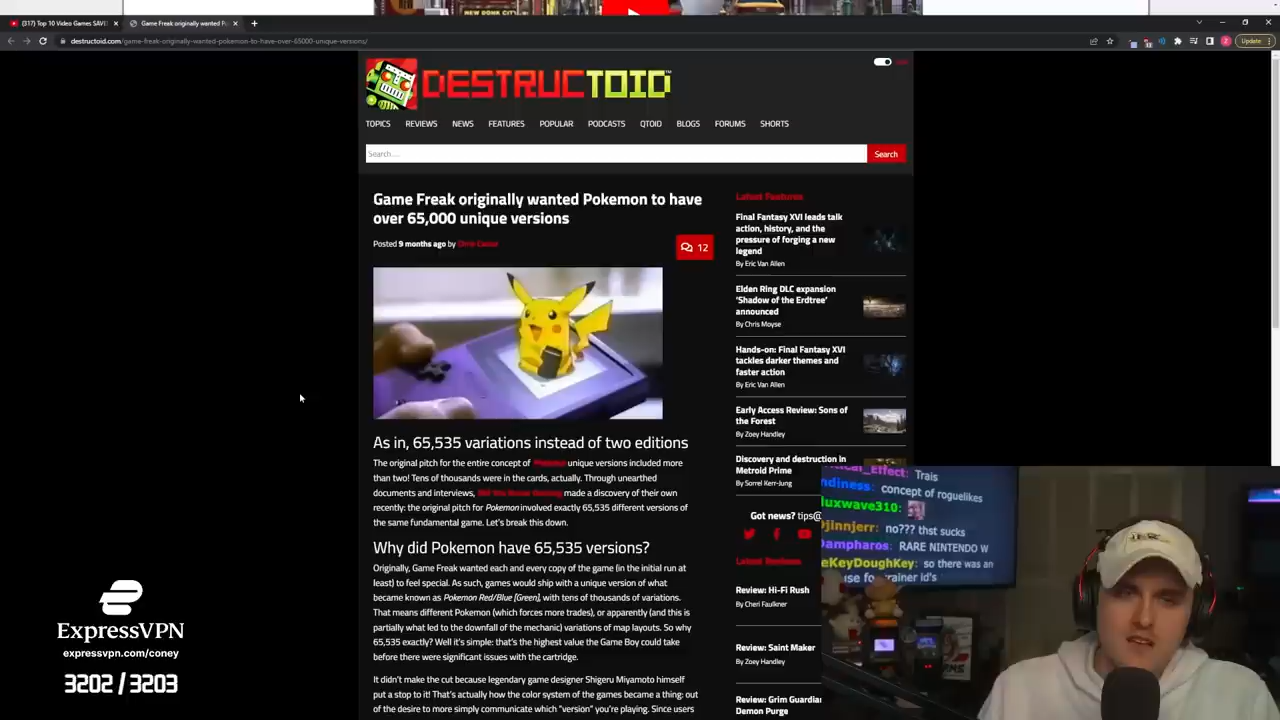 NEW DONK CITY
(317) Top 10 Video Games SAVE
Game Freak originally wanted P
destructoid.com/game-freak-originally-wanted-pokemon-to-have-over-65000-unique-versions/
Update
DESTRUCTOID
TOPICS REVIEWS NEWS FEATURES POPULAR PODCASTS QTOID BLOGS FORUMS SHORTS
Search...
Search
Game Freak originally wanted Pokemon to have
over 65,000 unique versions
Posted 9 months ago by
12
As in, 65,535 variations instead of two editions
The original pitch for the entire concept of Pokemon unique versions included more
than two! Tens of thousands were in the cards, actually. Through unearthed
documents and interviews, made a discovery of their own
recently: the original pitch for Pokemon involved exactly 65,535 different versions of
the same fundamental game. Let's break this down.
Why did Pokemon have 65,535 versions?
Originally, Game Freak wanted each and every copy of the game (in the initial run at
least) to feel special. As such, games would ship with a unique version of what
became known as Pokemon Red/Blue [Green], with tens of thousands of variations.
That means different Pokemon (which forces more trades), or apparently (and this is
partially what led to the downfall of the mechanic) variations of map layouts. So why
65,535 exactly? Well it's simple: that's the highest value the Game Boy could take
before there were significant issues with the cartridge.
It didn't make the cut because legendary game designer Shigeru Miyamoto himself
put a stop to it! That's actually how the color system of the games became a thing: out
of the desire to more simply communicate which "version" you're playing. Since users
Latest Features
Final Fantasy XVI leads talk
action, history, and the
pressure of forging a new
legend
By Eric Van Allen
Elden Ring DLC expansion
'Shadow of the Erdtree'
announced
By Chris Moyse
Hands-on: Final Fantasy XVI
tackles darker themes and
faster action
By Eric Van Allen
Early Access Review: Sons of
the Forest
By Zoey Handley
Discovery and destruction in
Metroid Prime
By Sorrel Kerr-Jung
Got news? tips@
Latest Reviews
Review: Hi-Fi Rush
By Cheri Faulkner
Review: Saint Maker
By Zoey Handley
Review: Grim Guardia
Demon Purge
_Effect: Trais
ndiness: concept of roguelikes
luxwave310:
jinnjerr: no??? thst sucks
Dampharos: RARE NINTENDO W
eKeyDoughKey: so there was an
use for trainer id's
ExpressVPN
expressvpn.com/coney
3202 / 3203